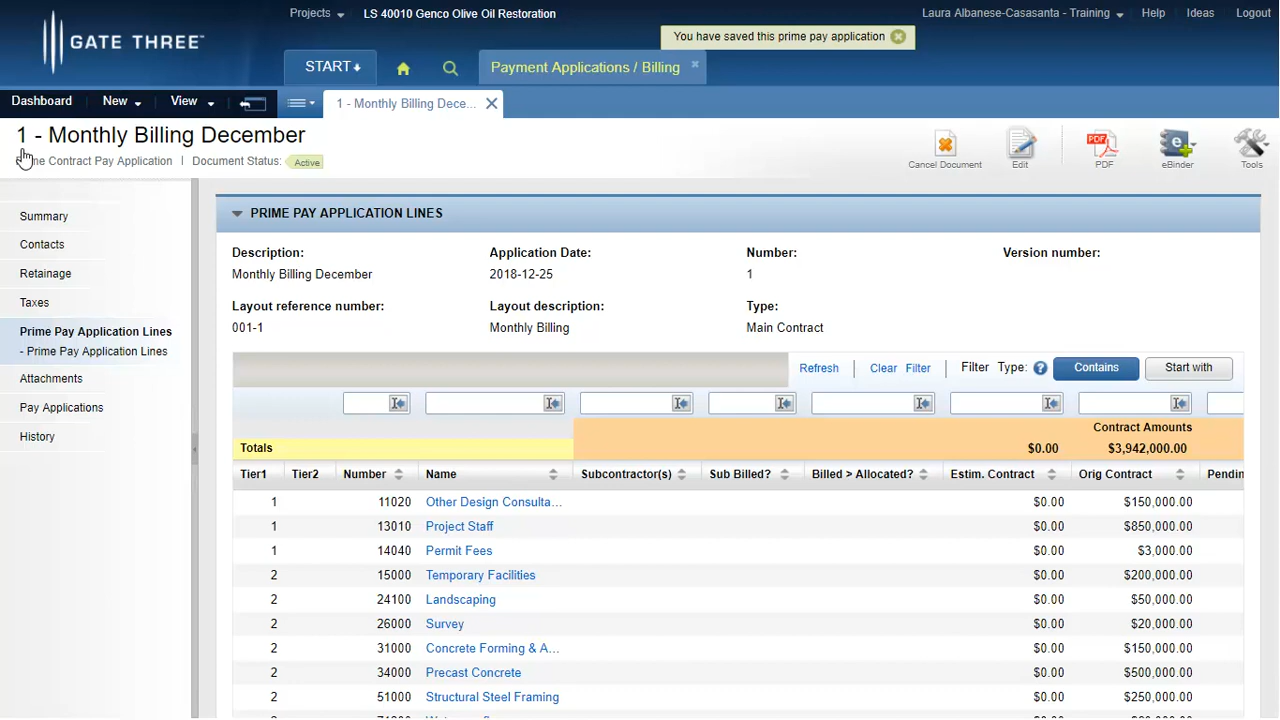 Projects LS 40010 Genco Olive Oil Restoration Laura Albanese-Casasanta - Training Help Ideas Logout
GATE THREE
You have saved this prime pay application
START Payment Applications / Billing
Dashboard New View 1 - Monthly Billing Dece...
1 - Monthly Billing December
Contract Pay Application | Document Status: Active
Cancel Document Edit PDF PDF eBinder Tools
Summary
Contacts
Retainage
Taxes
Prime Pay Application Lines
- Prime Pay Application Lines
Attachments
Pay Applications
History
PRIME PAY APPLICATION LINES
Description: Application Date: Number: Version number:
Monthly Billing December 2018-12-25 1
Layout reference number: Layout description: Type:
001-1 Monthly Billing Main Contract
Refresh Clear Filter Filter Type: ? Contains Start with
Contract Amounts
Totals $0.00 $3,942,000.00
Tier1 Tier2 Number Name Subcontractor(s) Sub Billed? Billed > Allocated? Estim. Contract Orig Contract
1 11020 Other Design Consulta... $0.00 $150,000.00
1 13010 Project Staff $0.00 $850,000.00
1 14040 Permit Fees $0.00 $3,000.00
2 15000 Temporary Facilities $0.00 $200,000.00
2 24100 Landscaping $0.00 $50,000.00
2 26000 Survey $0.00 $20,000.00
2 31000 Concrete Forming & A... $0.00 $150,000.00
2 34000 Precast Concrete $0.00 $500,000.00
2 51000 Structural Steel Framing $0.00 $250,000.00